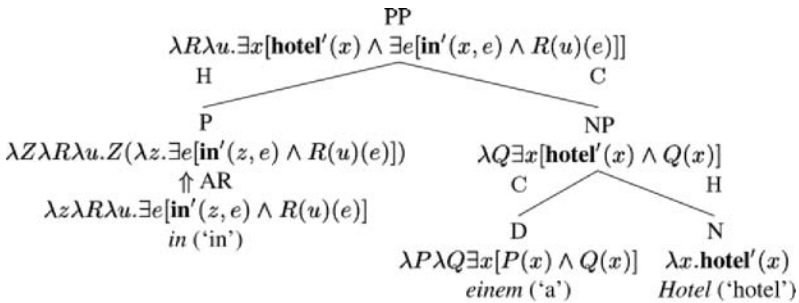 PP
λRλu.∃x[hotel′(x) ∧ ∃e[in′(x, e) ∧ R(u)(e)]]
H C
P NP
λZλRλu.Z(λz.∃e[in′(z, e) ∧ R(u)(e)]) λQ∃x[hotel′(x) ∧ Q(x)]
⇑ AR C H
λzλRλu.∃e[in′(z, e) ∧ R(u)(e)] D N
in (‘in’) λPλQ∃x[P(x) ∧ Q(x)] λx.hotel′(x)
einem (‘a’) Hotel (‘hotel’)